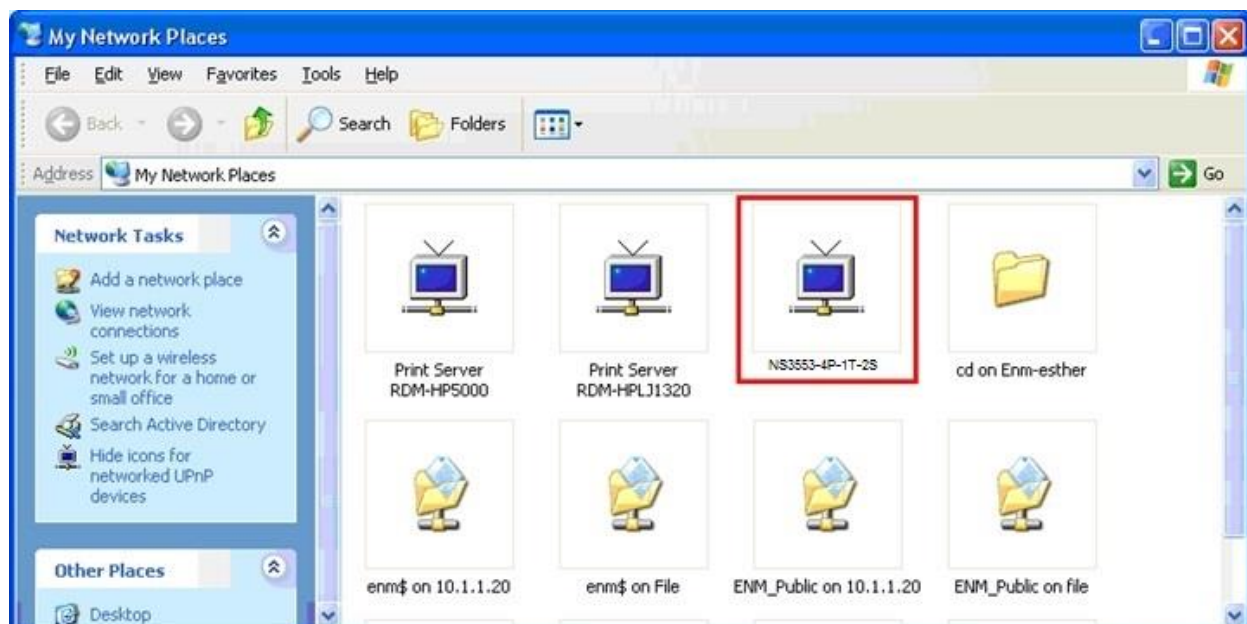 My Network Places
File Edit View Favorites Tools Help
Back Search Folders
Address My Network Places Go
Network Tasks
Add a network place
View network
connections
Set up a wireless
network for a home or
small office
Search Active Directory
Hide icons for
networked UPnP
devices
Other Places
Desktop
Print Server
RDM-HP5000
Print Server
RDM-HPLJ1320
NS3553-4P-1T-2S
cd on Enm-esther
enm$ on 10.1.1.20
enm$ on File
ENM_Public on 10.1.1.20
ENM_Public on file